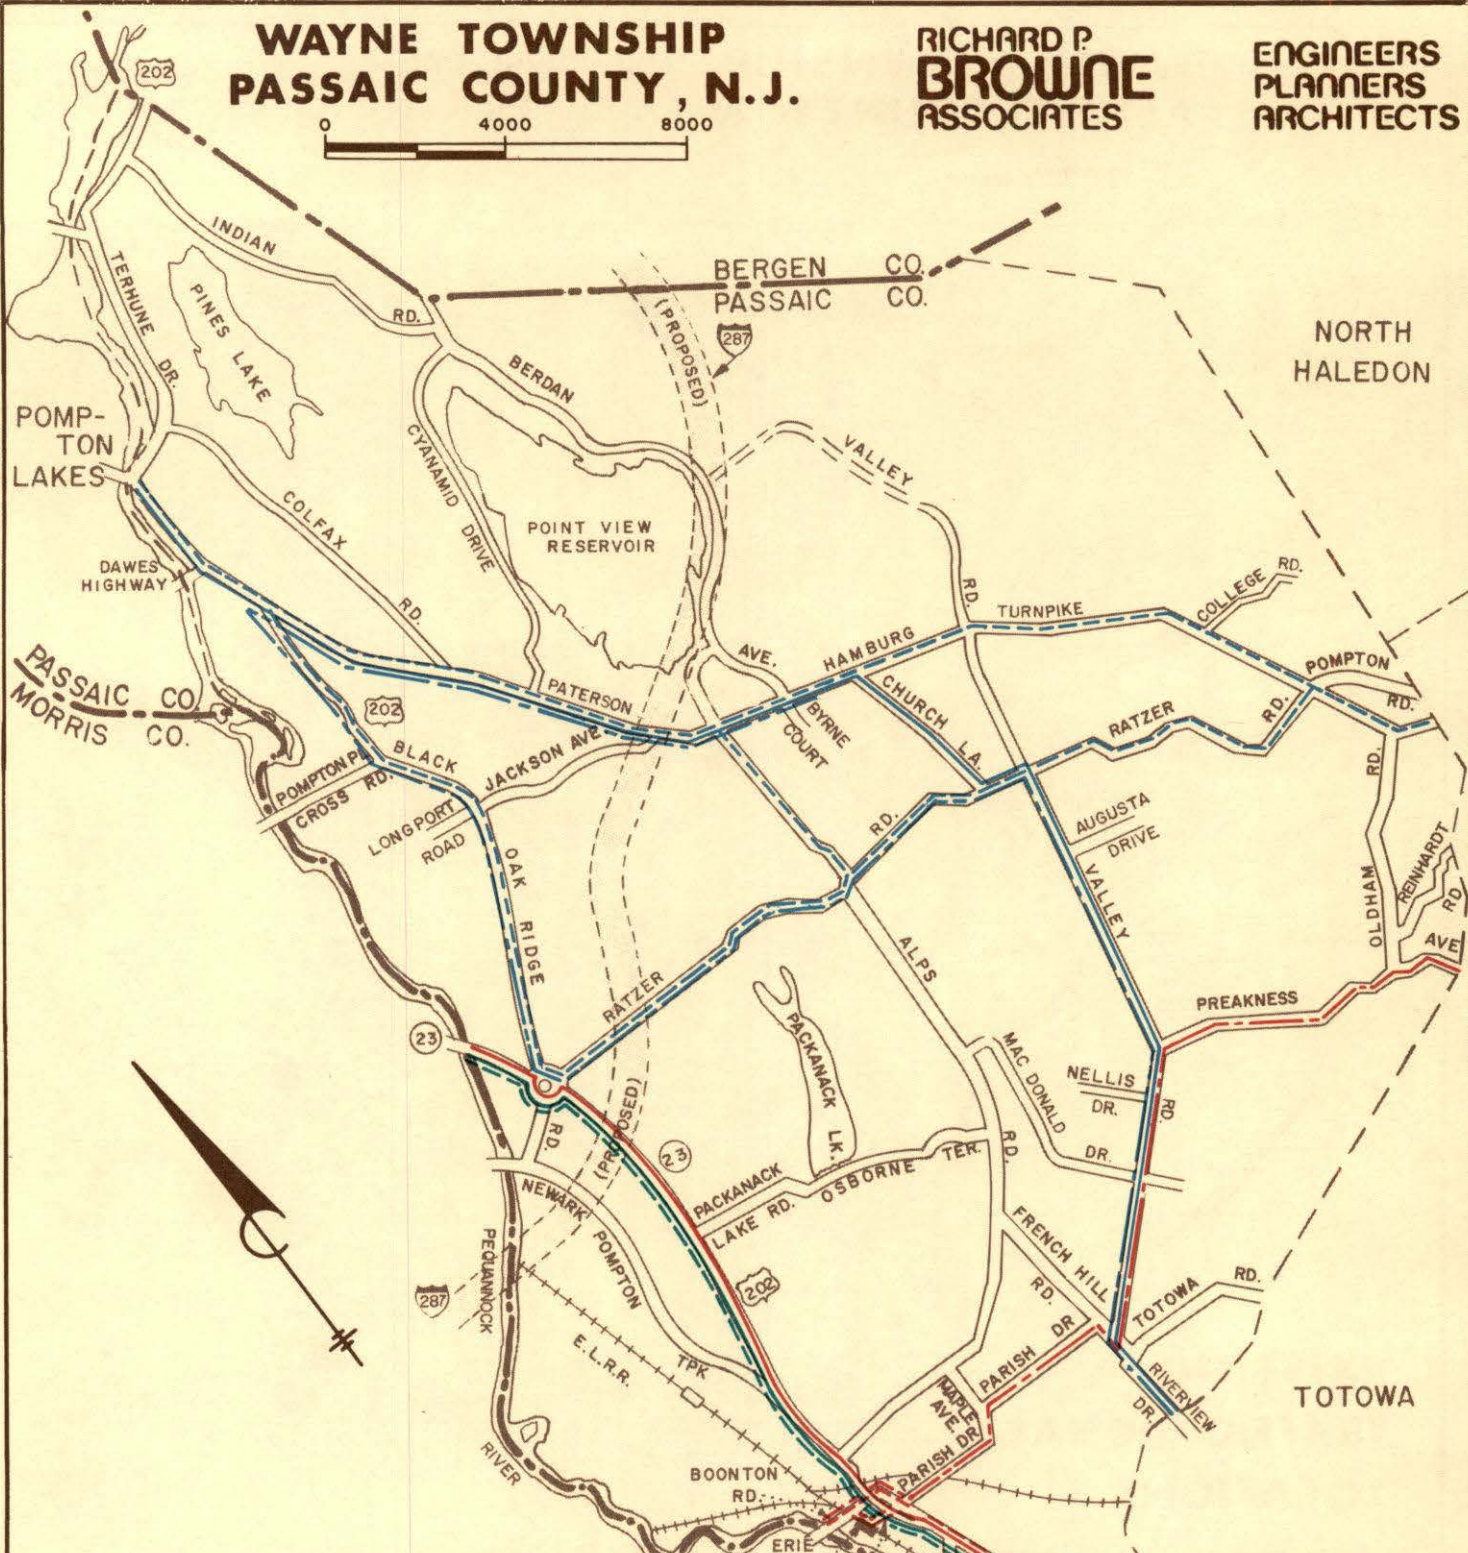 WAYNE TOWNSHIP
PASSAIC COUNTY, N.J.
0 4000 8000
RICHARD P.
BROWNE
ASSOCIATES
ENGINEERS
PLANNERS
ARCHITECTS
202
INDIAN
RD.
TERHUNE
DR.
PINES LAKE
BERGEN CO.
PASSAIC CO.
(PROPOSED)
287
NORTH
HALEDON
BERDAN
AVE.
POMP-
TON
LAKES
COLFAX
RD.
CYANAMID DRIVE
VALLEY
RD.
POINT VIEW
RESERVOIR
DAWES
HIGHWAY
COLLEGE RD.
TURNPIKE
HAMBURG
PATERSON
POMPTON
RD.
PASSAIC CO.
MORRIS CO.
202
BLACK
OAK
RIDGE
RD.
JACKSON AVE.
BYRNE
COURT
CHURCH
LA.
RATZER
RD.
POMPTON PL.
CROSS RD.
LONGPORT
ROAD
RD.
AUGUSTA
DRIVE
VALLEY
RD.
OLDHAM
RD.
REINHARDT
RD.
AVE
PREAKNESS
RATZER
ALPS
RD.
PACKANACK LK.
MAC DONALD
DR.
NELLIS
DR.
23
(PROPOSED)
23
PACKANACK
LAKE RD.
OSBORNE TER.
NEWARK
POMPTON
TPK
FRENCH HILL
RD.
PEQUANNOCK
RIVER
287
202
TOTOWA RD.
E.L.R.R.
PARISH DR
MAPLE
AVE.
PARISH DR.
RIVERVIEW
DR.
TOTOWA
BOONTON
RD.
ERIE